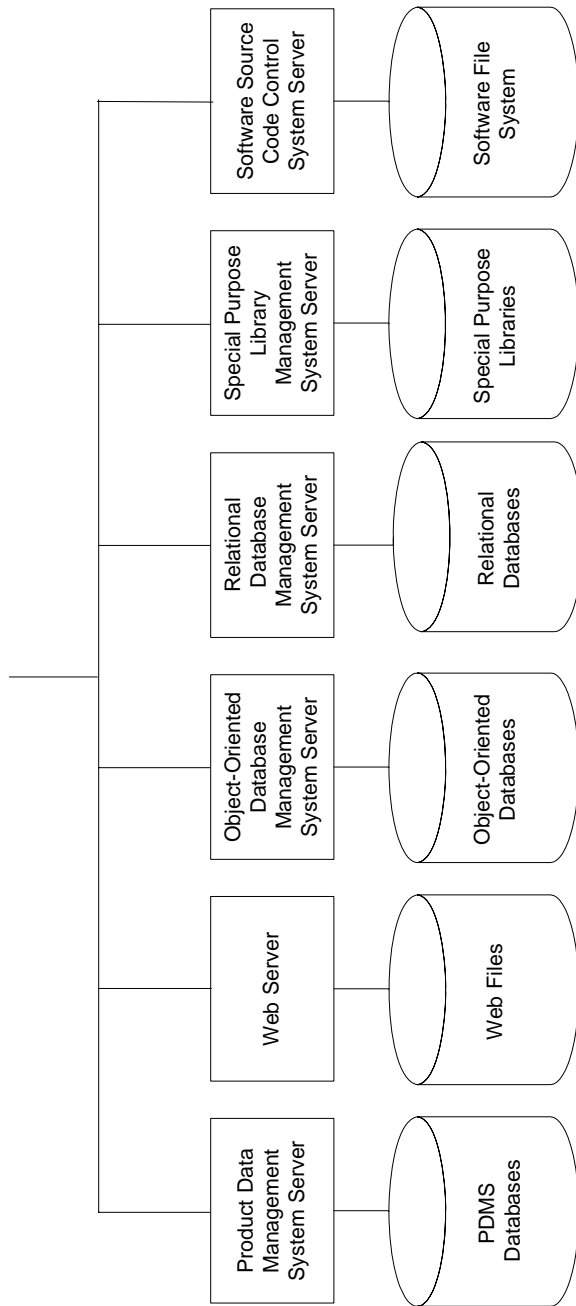 Product Data
Management
System Server
Web Server
Object-Oriented
Database
Management
System Server
Relational
Database
Management
System Server
Special Purpose
Library
Management
System Server
Software Source
Code Control
System Server
PDMS
Databases
Web Files
Object-Oriented
Databases
Relational
Databases
Special Purpose
Libraries
Software File
System